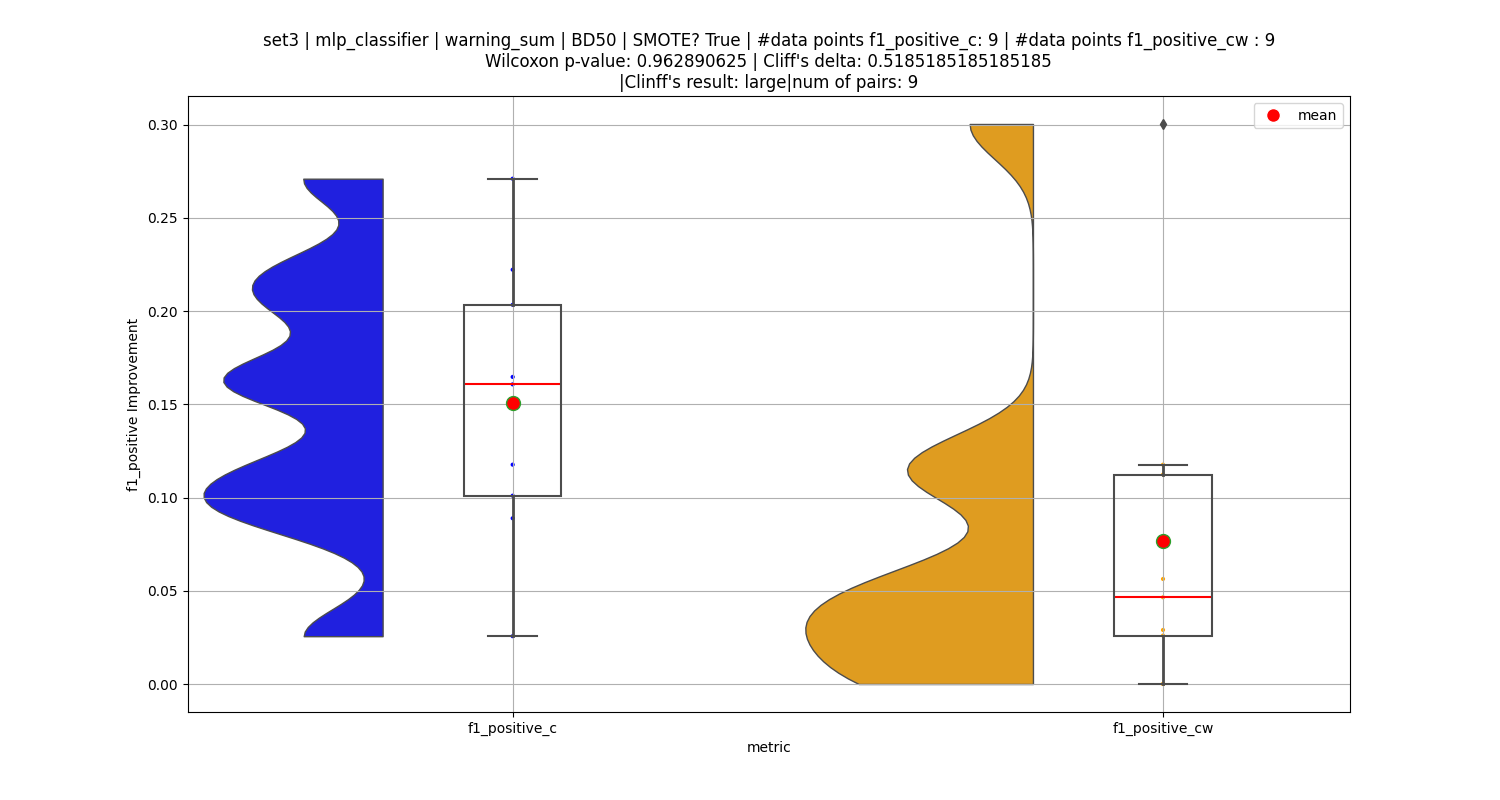 set3 | mlp_classifier | warning_sum | BD50 | SMOTE? True | #data points f1_positive_c: 9 | #data points f1_positive_cw : 9
Wilcoxon p-value: 0.962890625 | Cliff's delta: 0.5185185185185185
|Clinff's result: large|num of pairs: 9
mean
0.30
0.25
0.20
0.15
0.10
0.05
0.00
f1_positive Improvement
f1_positive_c
f1_positive_cw
metric